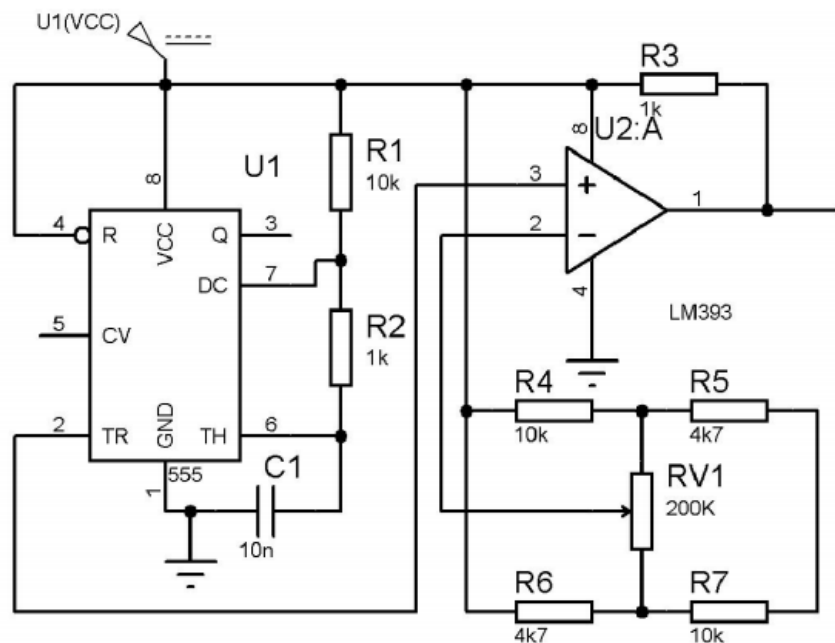 U1(VCC)
R3
1k
U2:A
8
R1
10k
U1
8
3
1
4
R
VCC
Q
3
2
7
DC
4
LM393
5
CV
R2
1k
R4
10k
R5
4k7
2
TR
GND
TH
6
1
555
C1
10n
RV1
200K
R6
4k7
R7
10k